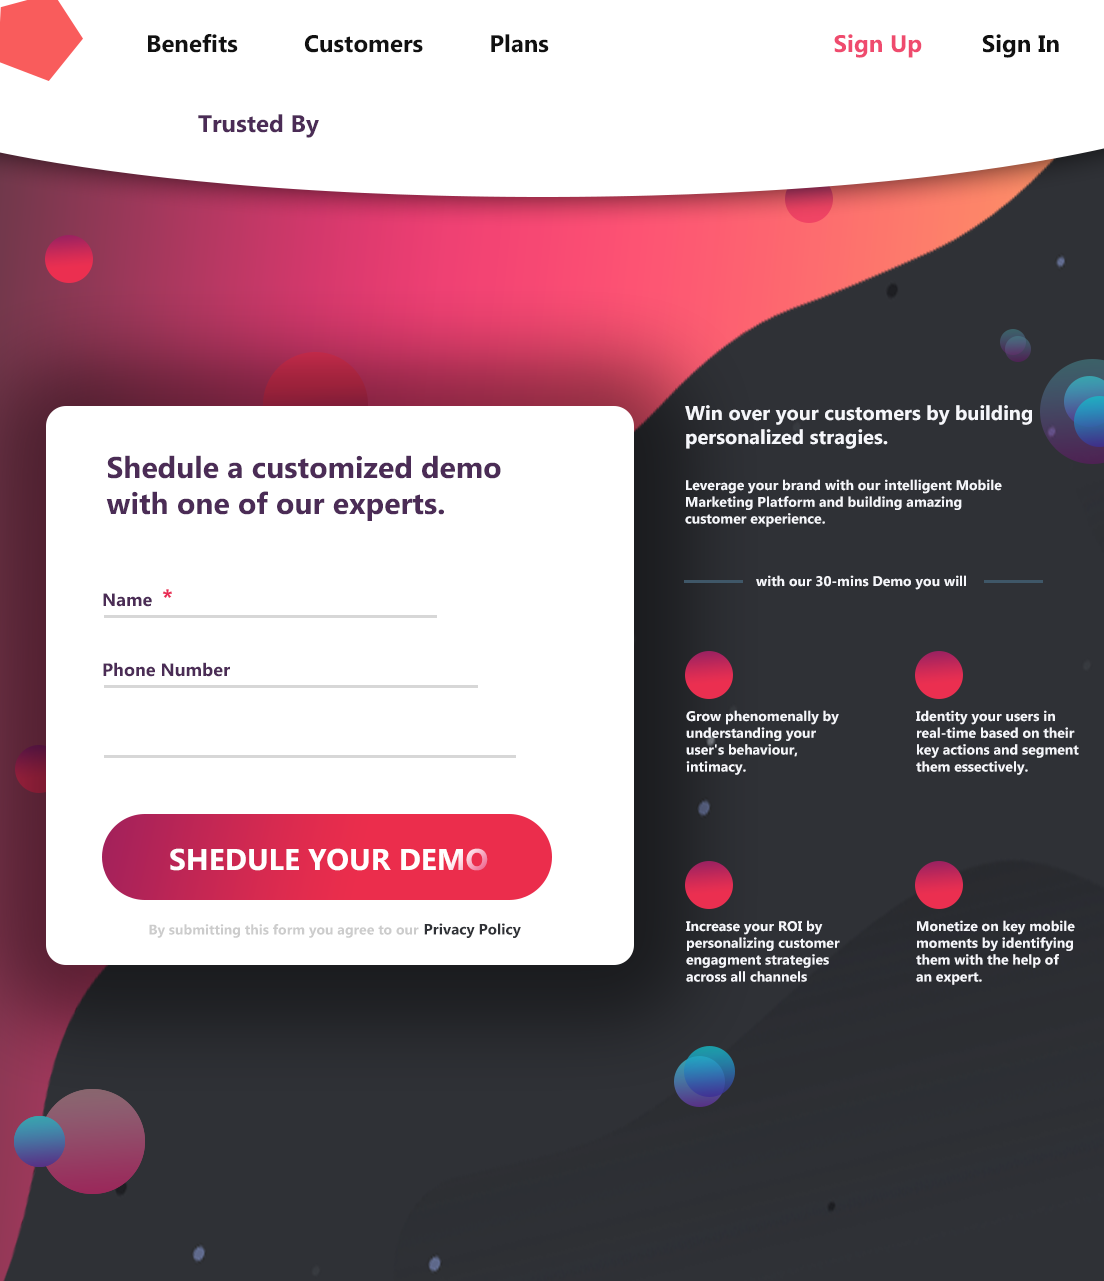 Benefits Customers Plans Sign Up Sign In
Trusted By
Shedule a customized demo
with one of our experts.
Name *
Phone Number
SHEDULE YOUR DEMO
By submitting this form you agree to our Privacy Policy
Win over your customers by building
personalized stragies.
Leverage your brand with our intelligent Mobile
Marketing Platform and building amazing
customer experience.
with our 30-mins Demo you will
Grow phenomenally by
understanding your
user's behaviour,
intimacy.
Identity your users in
real-time based on their
key actions and segment
them essectively.
Increase your ROI by
personalizing customer
engagment strategies
across all channels
Monetize on key mobile
moments by identifying
them with the help of
an expert.